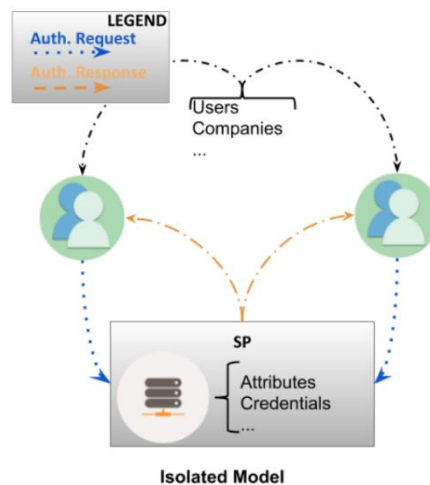 LEGEND
Auth. Request
Auth. Response
Users
Companies
...
SP
Attributes
Credentials
...
Isolated Model